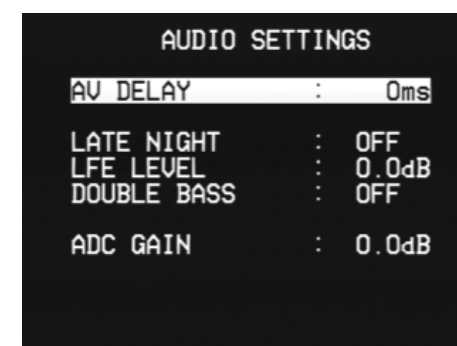 AUDIO SETTINGS
AV DELAY : 0ms
LATE NIGHT : OFF
LFE LEVEL : 0.0dB
DOUBLE BASS : OFF
ADC GAIN : 0.0dB